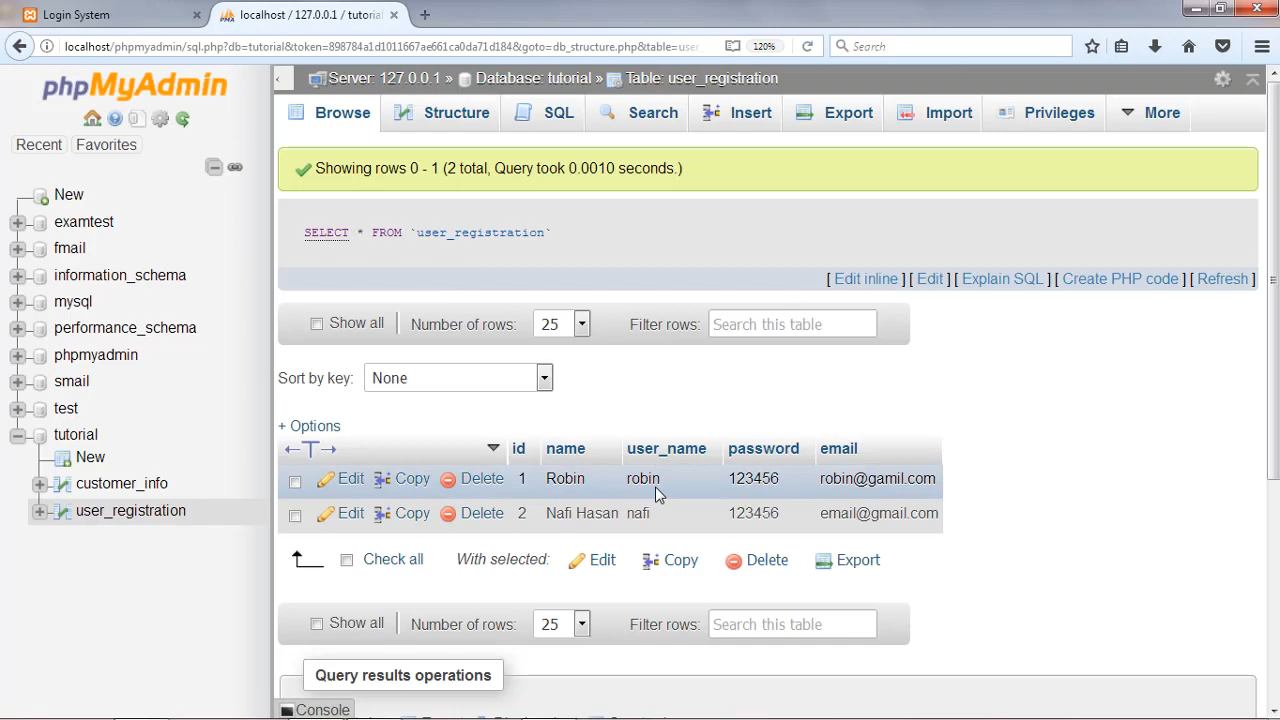 Login System
localhost / 127.0.0.1 / tutorial
localhost/phpmyadmin/sql.php?db=tutorial&token=898784a1d1011667ae661ca0da71d184&goto=db_structure.php&table=user_
120%
Search
phpMyAdmin
Recent
Favorites
New
examtest
fmail
information_schema
mysql
performance_schema
phpmyadmin
smail
test
tutorial
New
customer_info
user_registration
Server: 127.0.0.1 » Database: tutorial » Table: user_registration
Browse Structure SQL Search Insert Export Import Privileges More
Showing rows 0 - 1 (2 total, Query took 0.0010 seconds.)
SELECT * FROM `user_registration`
[ Edit inline ] [ Edit ] [ Explain SQL ] [ Create PHP code ] [ Refresh ]
Show all Number of rows: 25 Filter rows: Search this table
Sort by key: None
+ Options
←T→ id name user_name password email
Edit Copy Delete 1 Robin robin 123456 robin@gamil.com
Edit Copy Delete 2 Nafi Hasan nafi 123456 email@gmail.com
Check all With selected: Edit Copy Delete Export
Show all Number of rows: 25 Filter rows: Search this table
Query results operations
Console